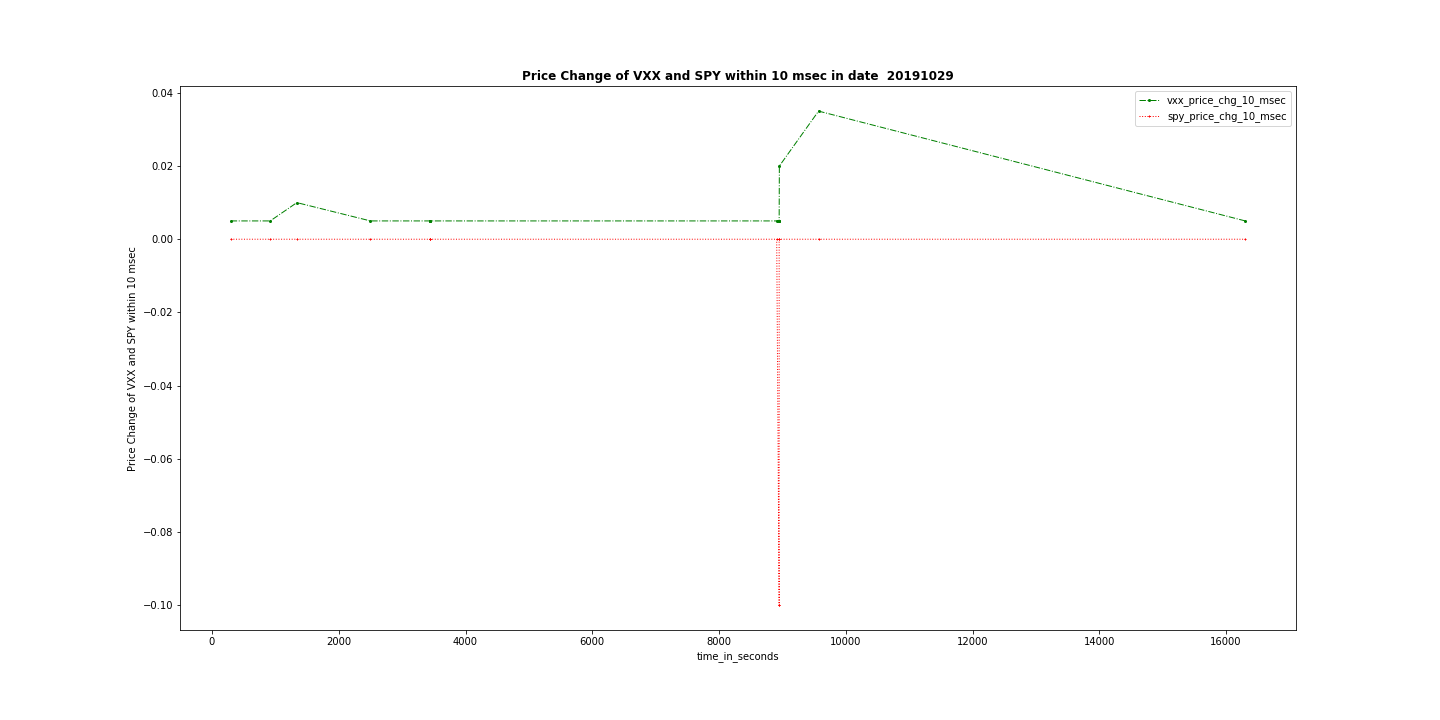 Price Change of VXX and SPY within 10 msec in date  20191029
vxx_price_chg_10_msec
spy_price_chg_10_msec
Price Change of VXX and SPY within 10 msec
0.04
0.02
0.00
−0.02
−0.04
−0.06
−0.08
−0.10
0 2000 4000 6000 8000 10000 12000 14000 16000
time_in_seconds